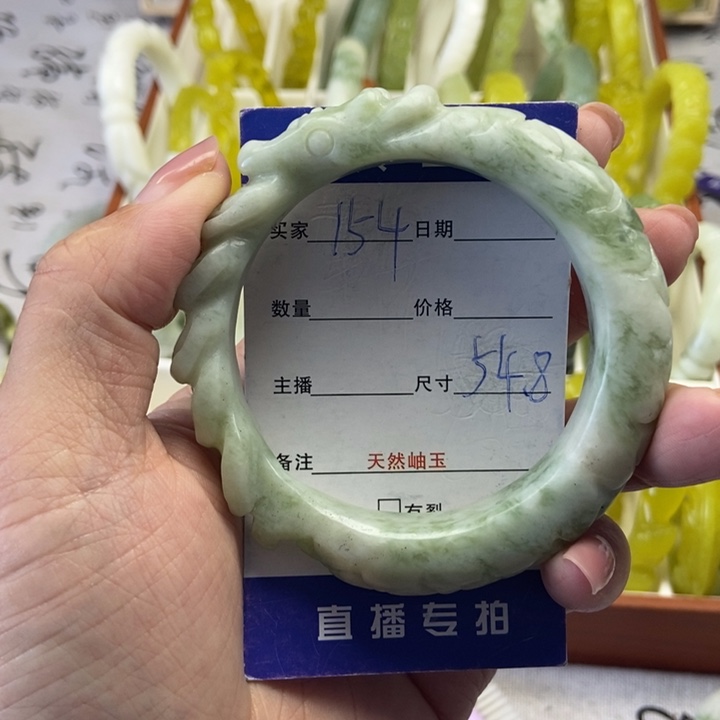 买家 154 日期
数量 价格
主播 尺寸 54.8
备注 天然岫玉
□有裂
直播专拍